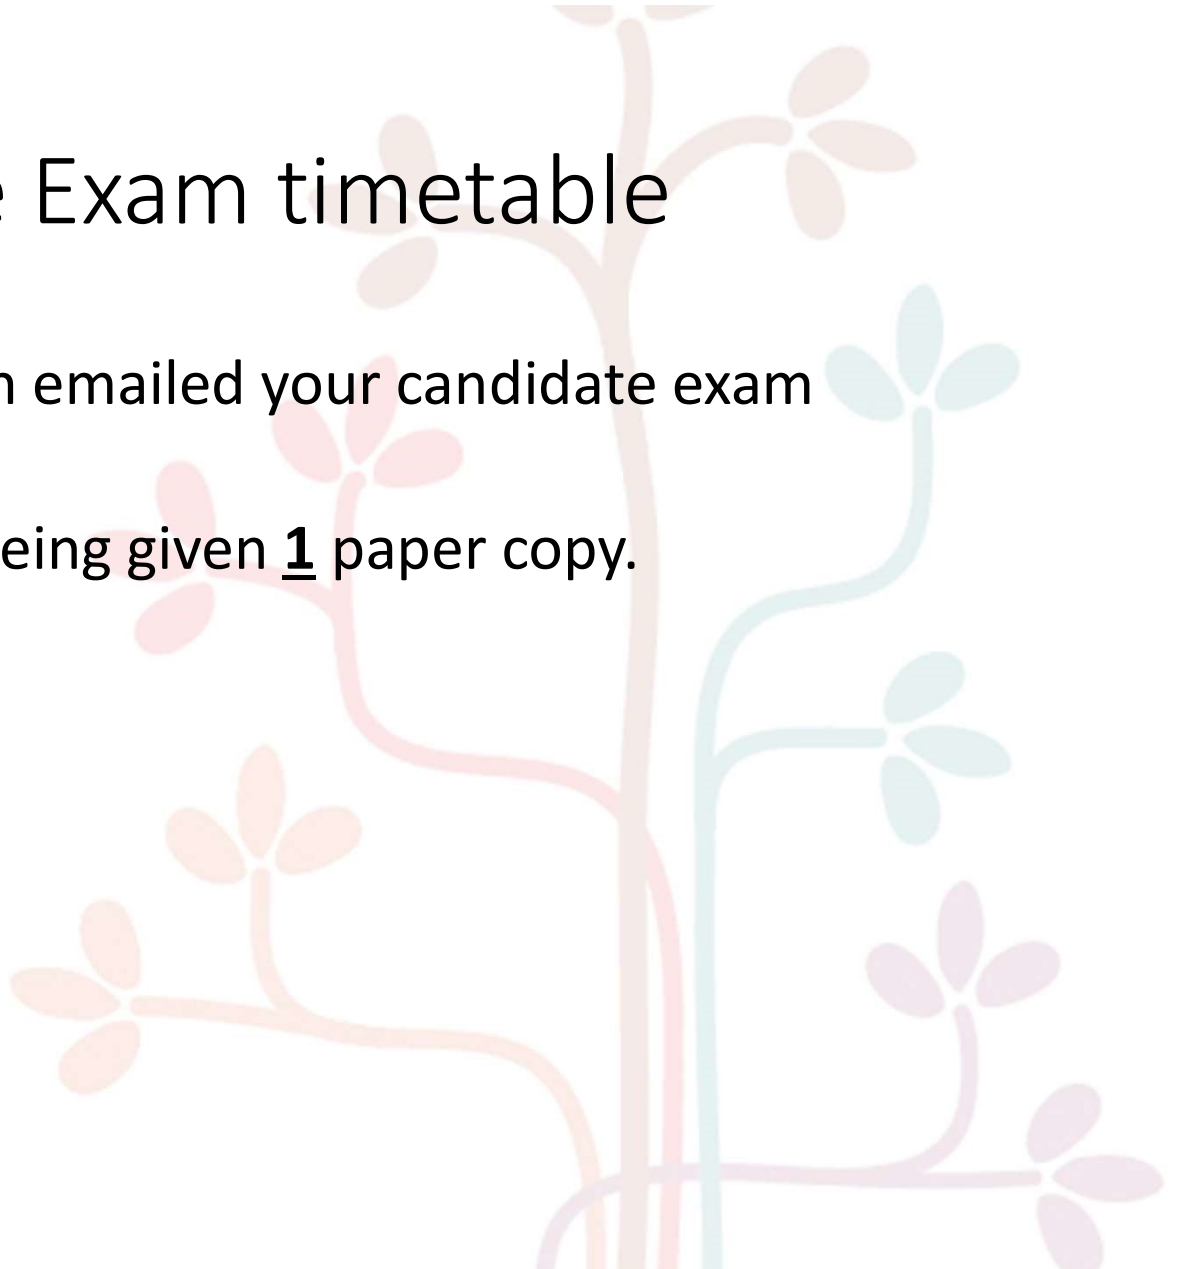 Exam timetable
emailed your candidate exam
eing given 1 paper copy.